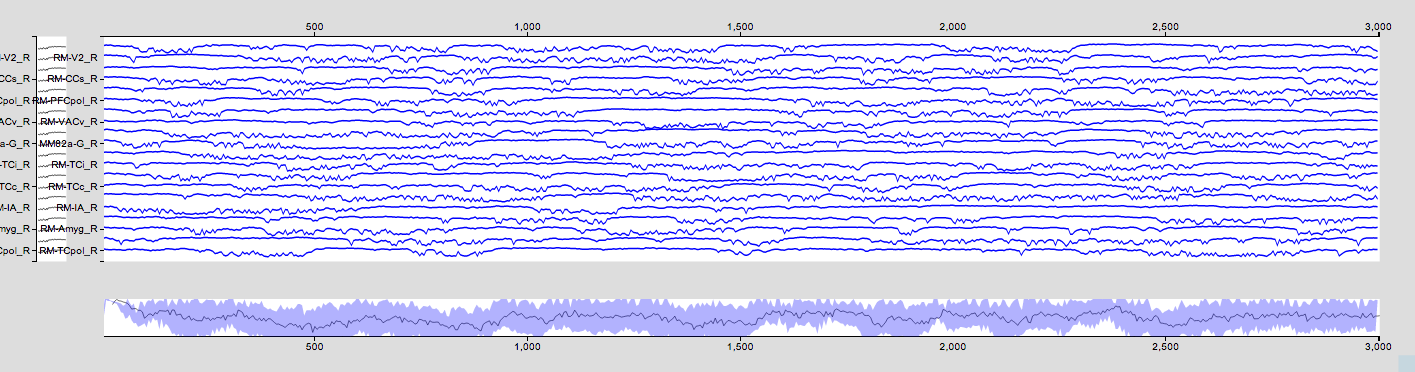 500 1,000 1,500 2,000 2,500 3,000
-V2_R RM-V2_R
CCs_R RM-CCs_R
Cpol_R RM-PFCpol_R
ACv_R RM-VACv_R
a-G_R MM82a-G_R
-TCi_R RM-TCi_R
TCc_R RM-TCc_R
M-IA_R RM-IA_R
myg_R RM-Amyg_R
Cpol_R RM-TCpol_R
500 1,000 1,500 2,000 2,500 3,000